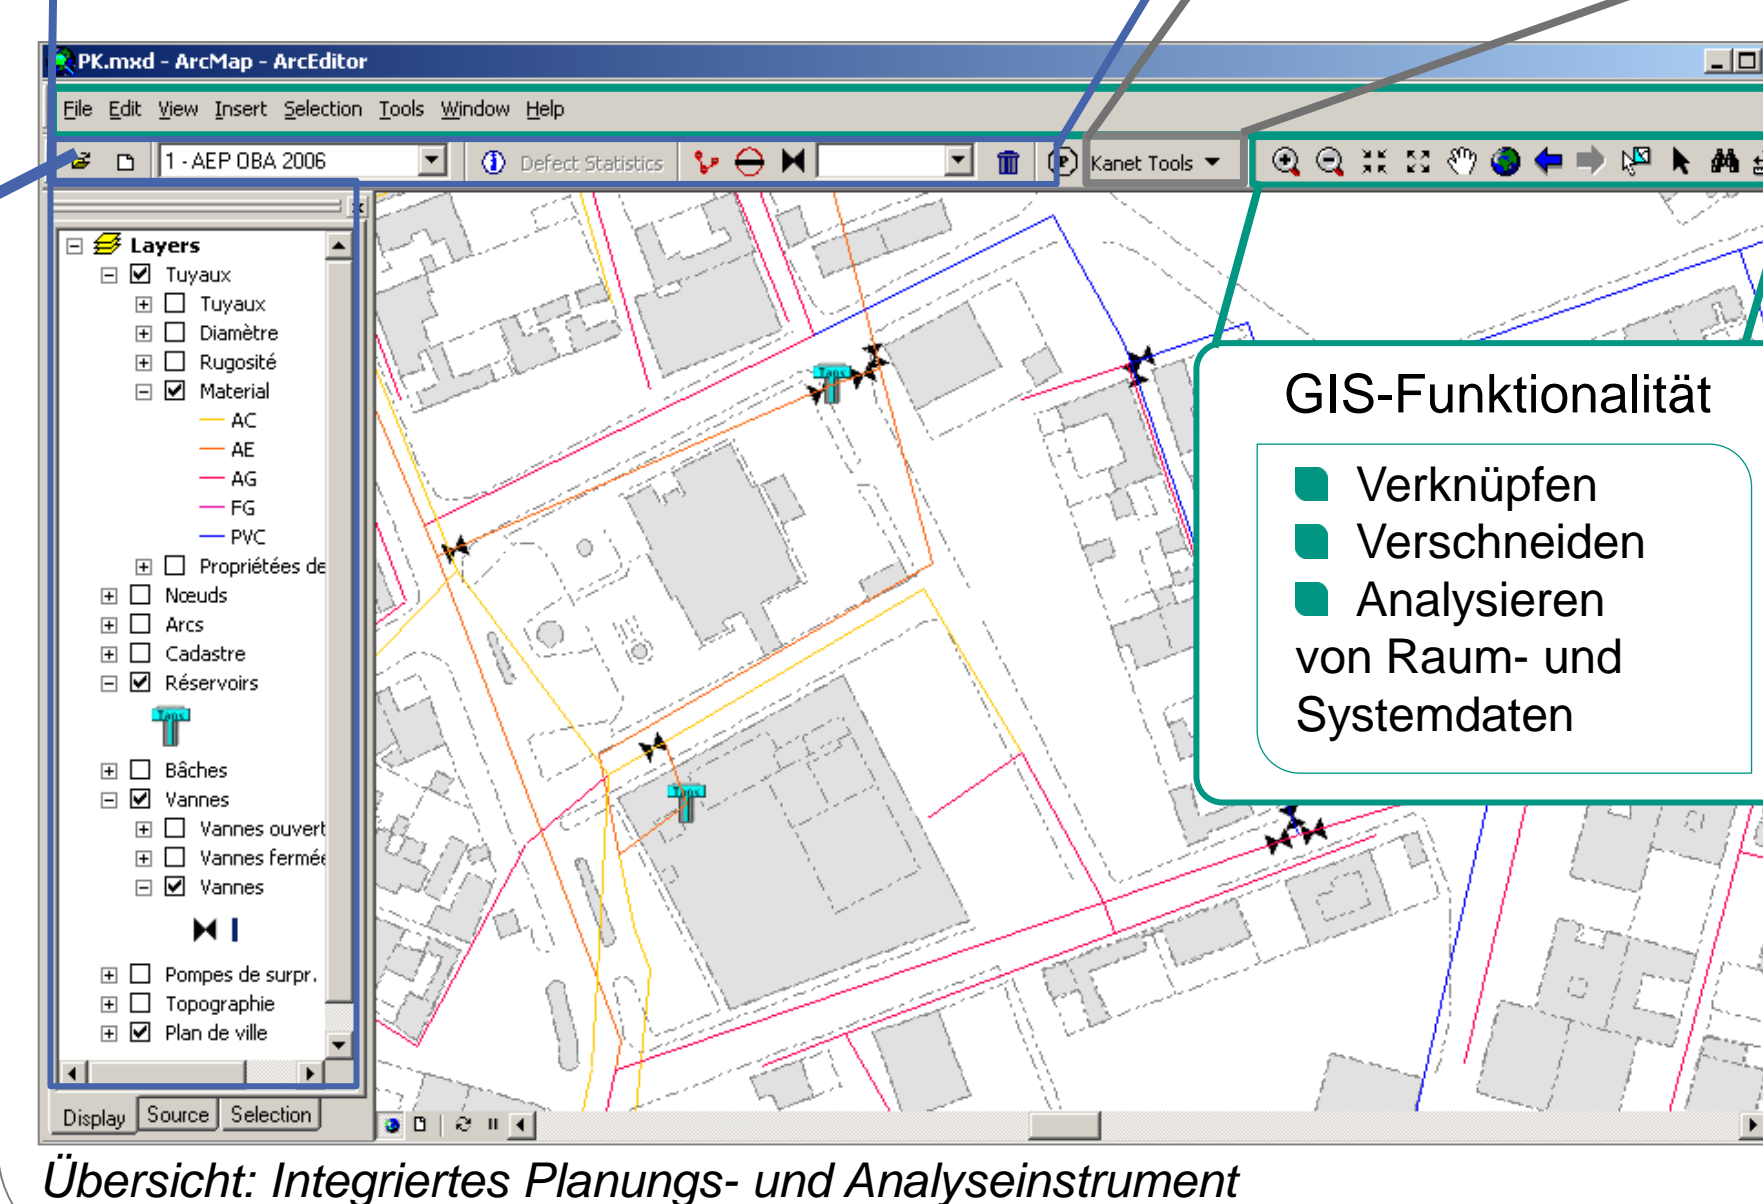 PK.mxd - ArcMap - ArcEditor
File Edit View Insert Selection Tools Window Help
1 - AEP OBA 2006
Defect Statistics
Kanet Tools
Layers
Tuyaux
Tuyaux
Diamètre
Rugosité
Material
AC
AE
AG
FG
PVC
Propriétées de
Nœuds
Arcs
Cadastre
Réservoirs
Tans
Bâches
Vannes
Vannes ouvert
Vannes fermée
Vannes
Pompes de surpr.
Topographie
Plan de ville
Display Source Selection
Tans
Tans
GIS-Funktionalität
Verknüpfen
Verschneiden
Analysieren
von Raum- und
Systemdaten
Übersicht: Integriertes Planungs- und Analyseinstrument